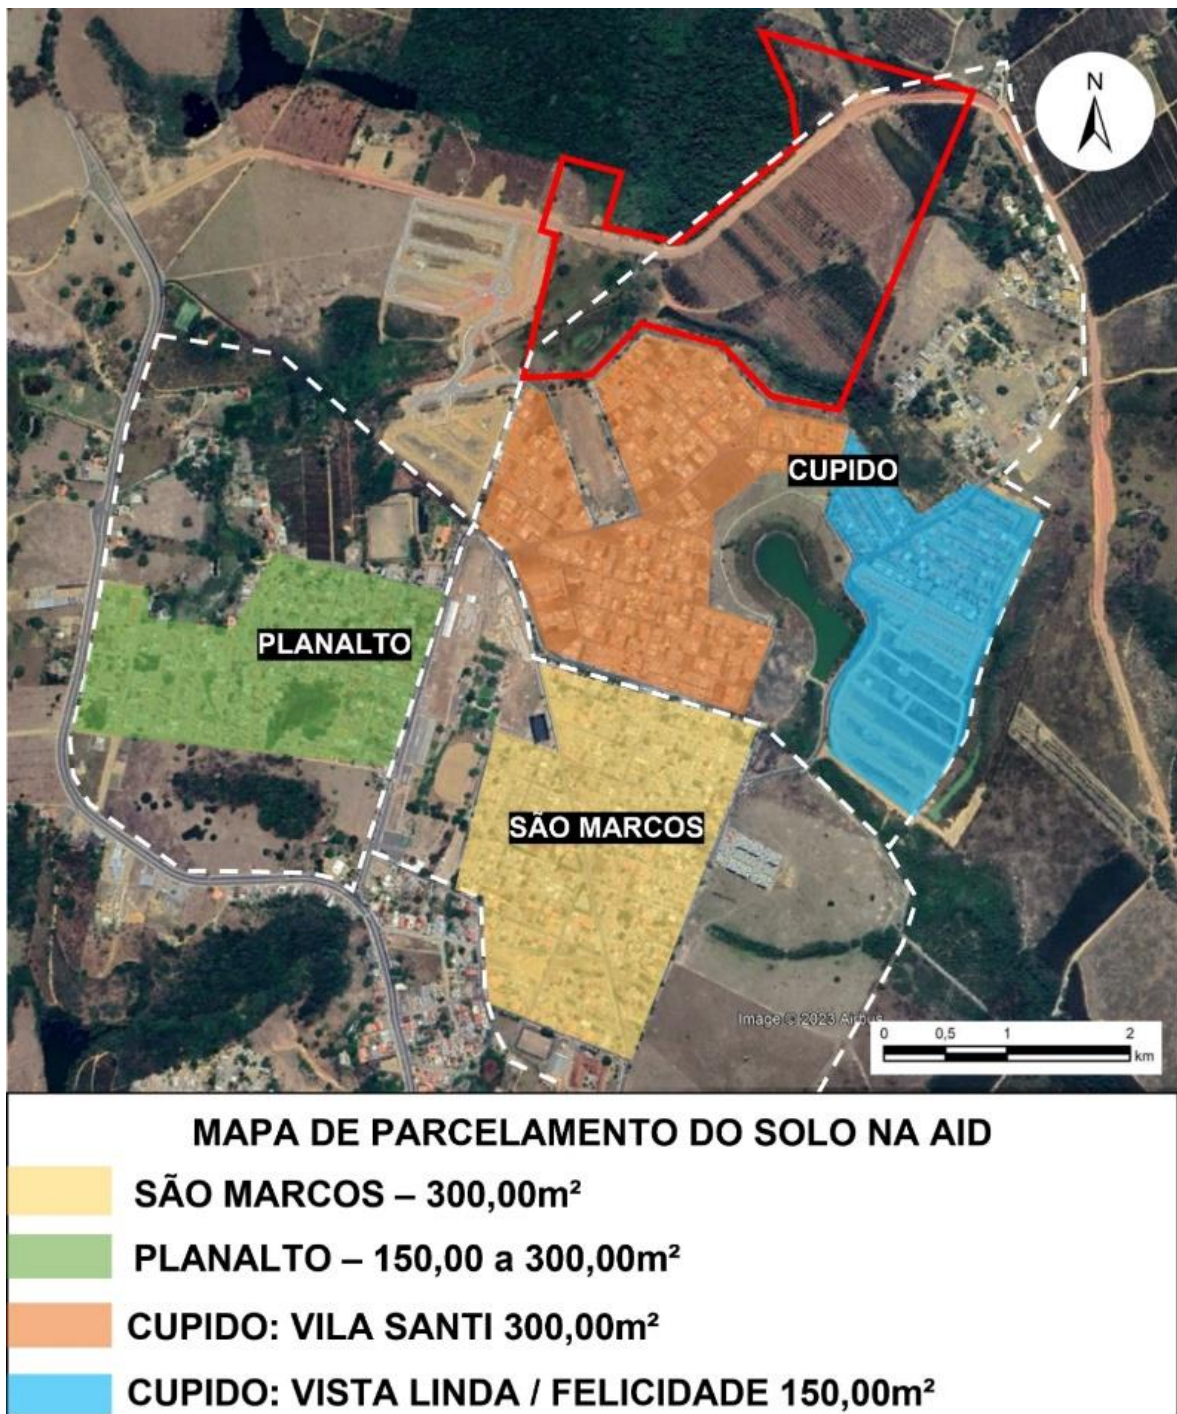 N
CUPIDO
PLANALTO
SÃO MARCOS
Image © 2023 Airbus
0 0,5 1 2
km
MAPA DE PARCELAMENTO DO SOLO NA AID
SÃO MARCOS – 300,00m²
PLANALTO – 150,00 a 300,00m²
CUPIDO: VILA SANTI 300,00m²
CUPIDO: VISTA LINDA / FELICIDADE 150,00m²